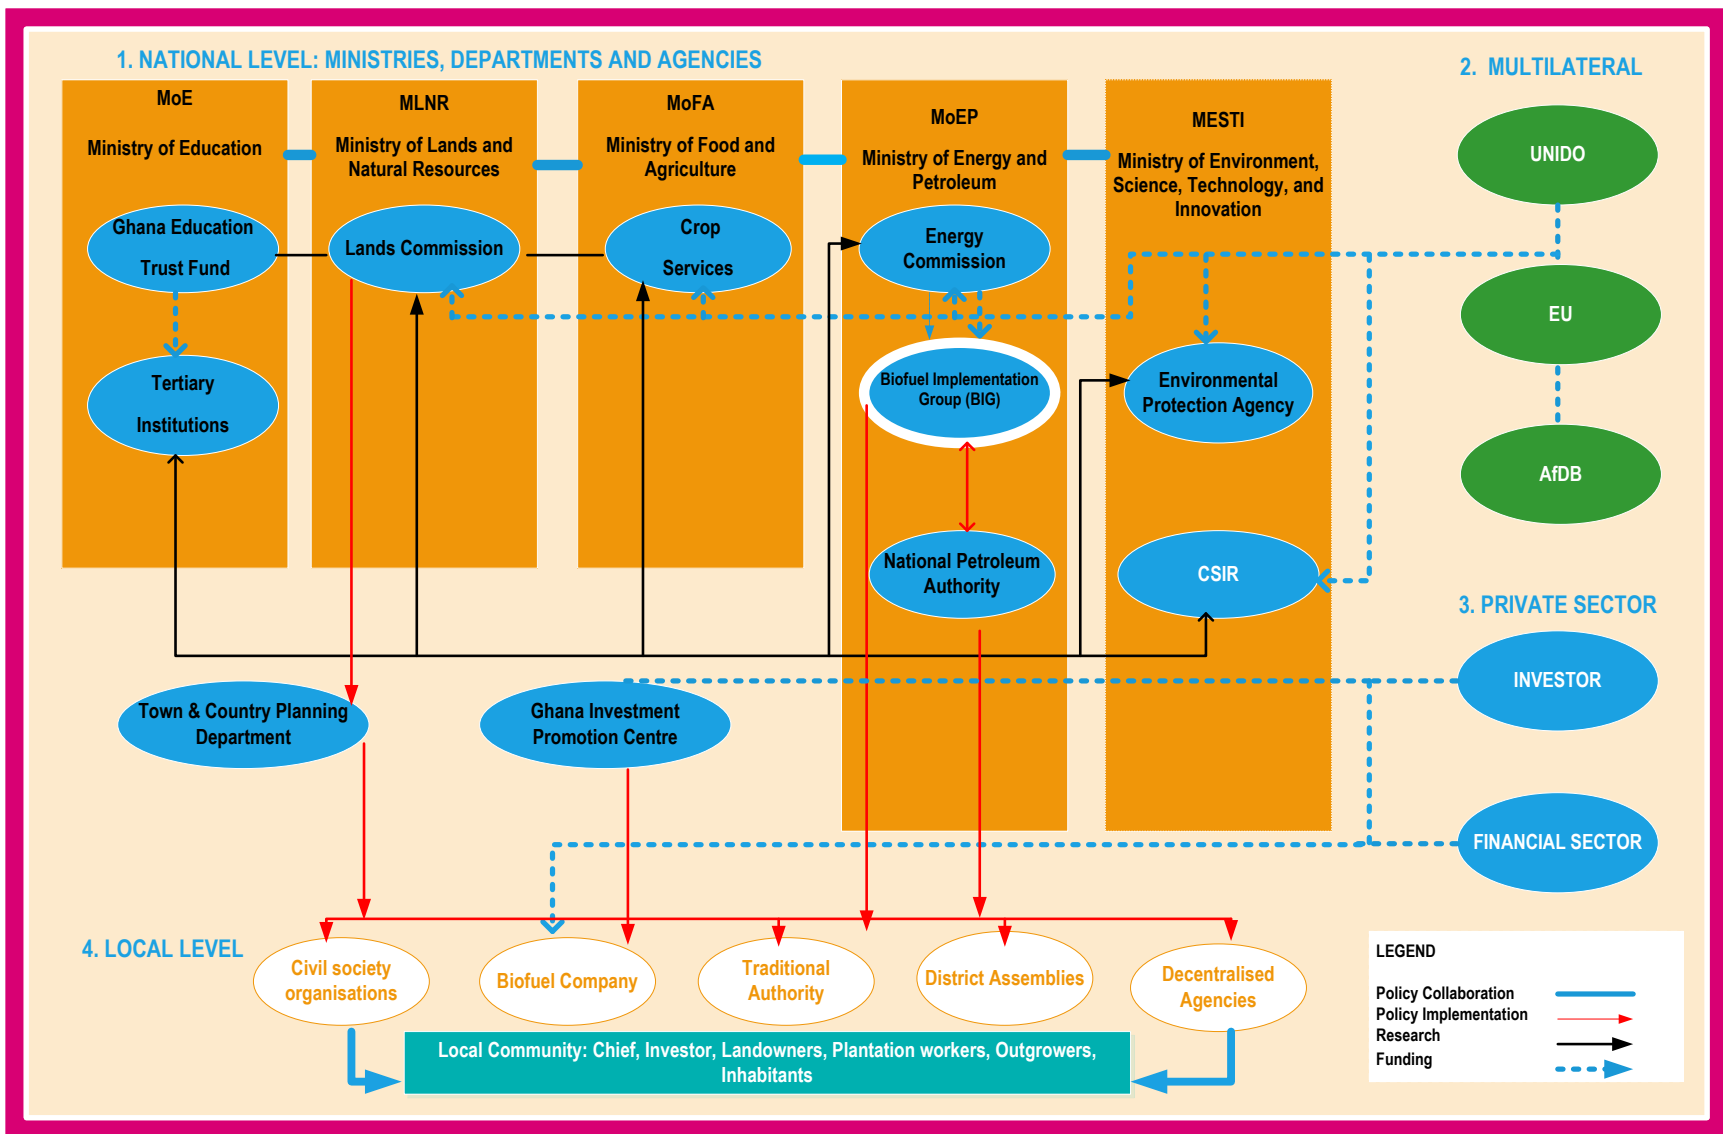 1. NATIONAL LEVEL: MINISTRIES, DEPARTMENTS AND AGENCIES
2. MULTILATERAL
MoE
Ministry of Education
MLNR
Ministry of Lands and
Natural Resources
MoFA
Ministry of Food and
Agriculture
MoEP
Ministry of Energy and
Petroleum
MESTI
Ministry of Environment,
Science, Technology, and
Innovation
UNIDO
Ghana Education
Trust Fund
Lands Commission
Crop
Services
Energy
Commission
EU
Tertiary
Institutions
Biofuel Implementation
Group (BIG)
Environmental
Protection Agency
AfDB
National Petroleum
Authority
CSIR
3. PRIVATE SECTOR
INVESTOR
Town & Country Planning
Department
Ghana Investment
Promotion Centre
FINANCIAL SECTOR
4. LOCAL LEVEL
Civil society
organisations
Biofuel Company
Traditional
Authority
District Assemblies
Decentralised
Agencies
Local Community: Chief, Investor, Landowners, Plantation workers, Outgrowers,
Inhabitants
LEGEND
Policy Collaboration
Policy Implementation
Research
Funding